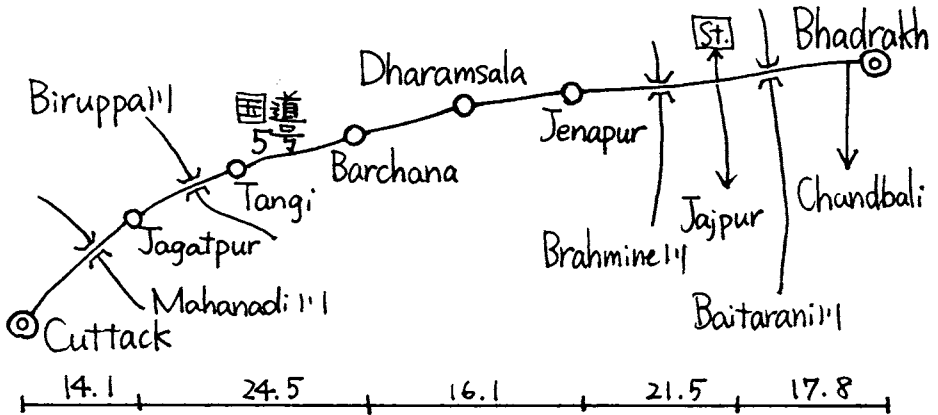 St.
Bhadrakh
Dharamsala
Biruppa川
国道
5号
Jenapur
Barchana
Tangi
Chandbali
Jajpur
Jagatpur
Brahmine川
Mahanadi川
Baitarani川
Cuttack
14.1 24.5 16.1 21.5 17.8